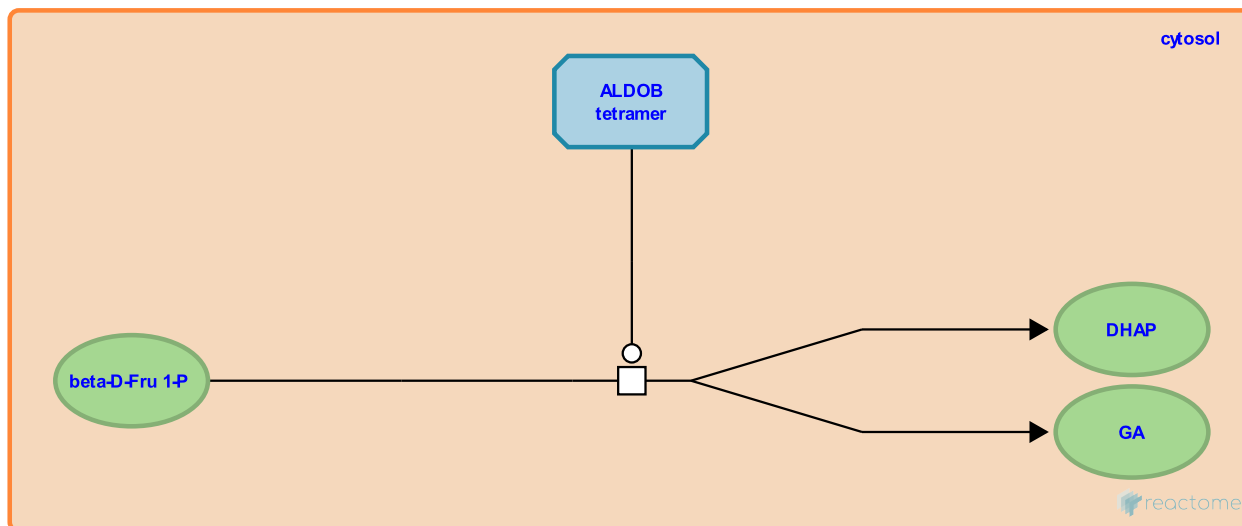 cytosol
ALDOB
tetramer
DHAP
beta-D-Fru 1-P
GA
reactome